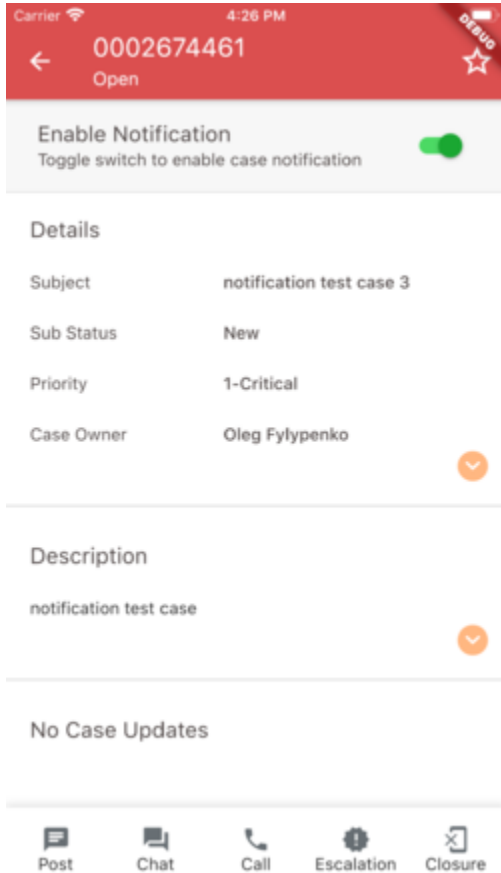 Carrier 4:26 PM
DEBUG
0002674461
Open
Enable Notification
Toggle switch to enable case notification
Details
Subject notification test case 3
Sub Status New
Priority 1-Critical
Case Owner Oleg Fylypenko
Description
notification test case
No Case Updates
Post Chat Call Escalation Closure